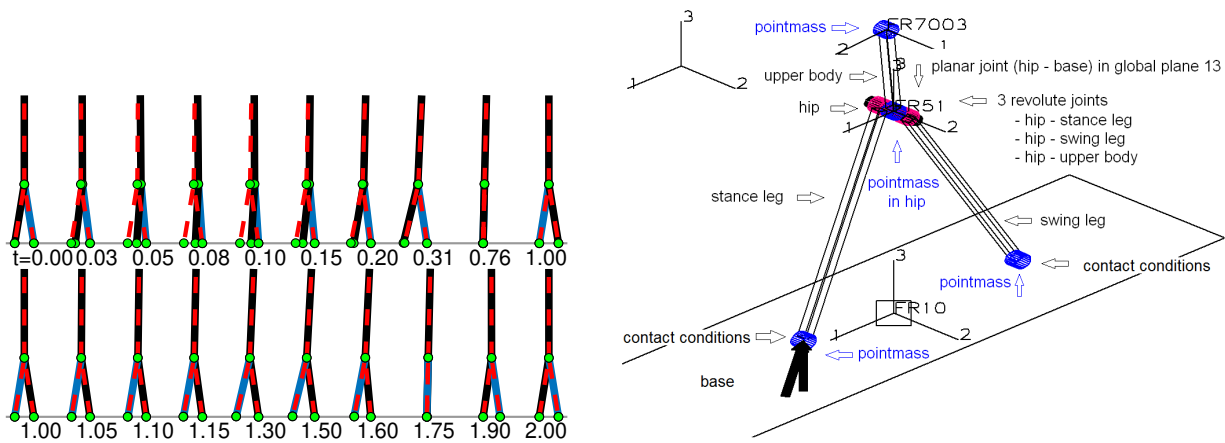 t=0.00 0.03 0.05 0.08 0.10 0.15 0.20 0.31 0.76 1.00
1.00 1.05 1.10 1.15 1.30 1.50 1.60 1.75 1.90 2.00
3
1
2
pointmass
FR7003
2
1
3
upper body
planar joint (hip - base) in global plane 13
hip
FR51
1
2
3 revolute joints
- hip - stance leg
- hip - swing leg
- hip - upper body
stance leg
pointmass
in hip
swing leg
3
contact conditions
pointmass
FR10
1
2
contact conditions
pointmass
base